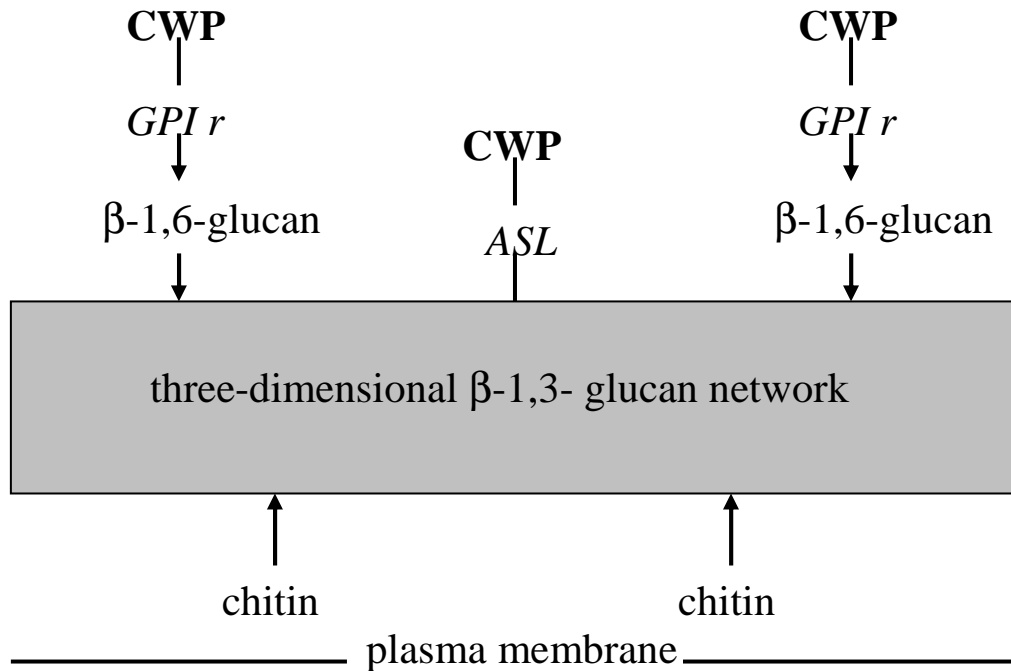 CWP
CWP
GPI r
GPI r
CWP
β-1,6-glucan
β-1,6-glucan
ASL
three-dimensional β-1,3- glucan network
chitin
chitin
plasma membrane